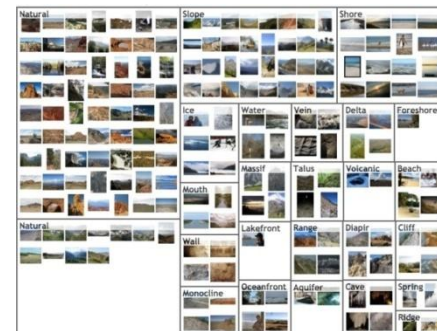 Natural
Slope
Shore
Ice
Water
Vein
Delta
Foreshore
Massif
Talus
Volcanic
Beach
Mouth
Natural
Lakefront
Range
Diapir
Cliff
Wall
Monocline
Oceanfront
Aquifer
Cave
Spring
Ridge